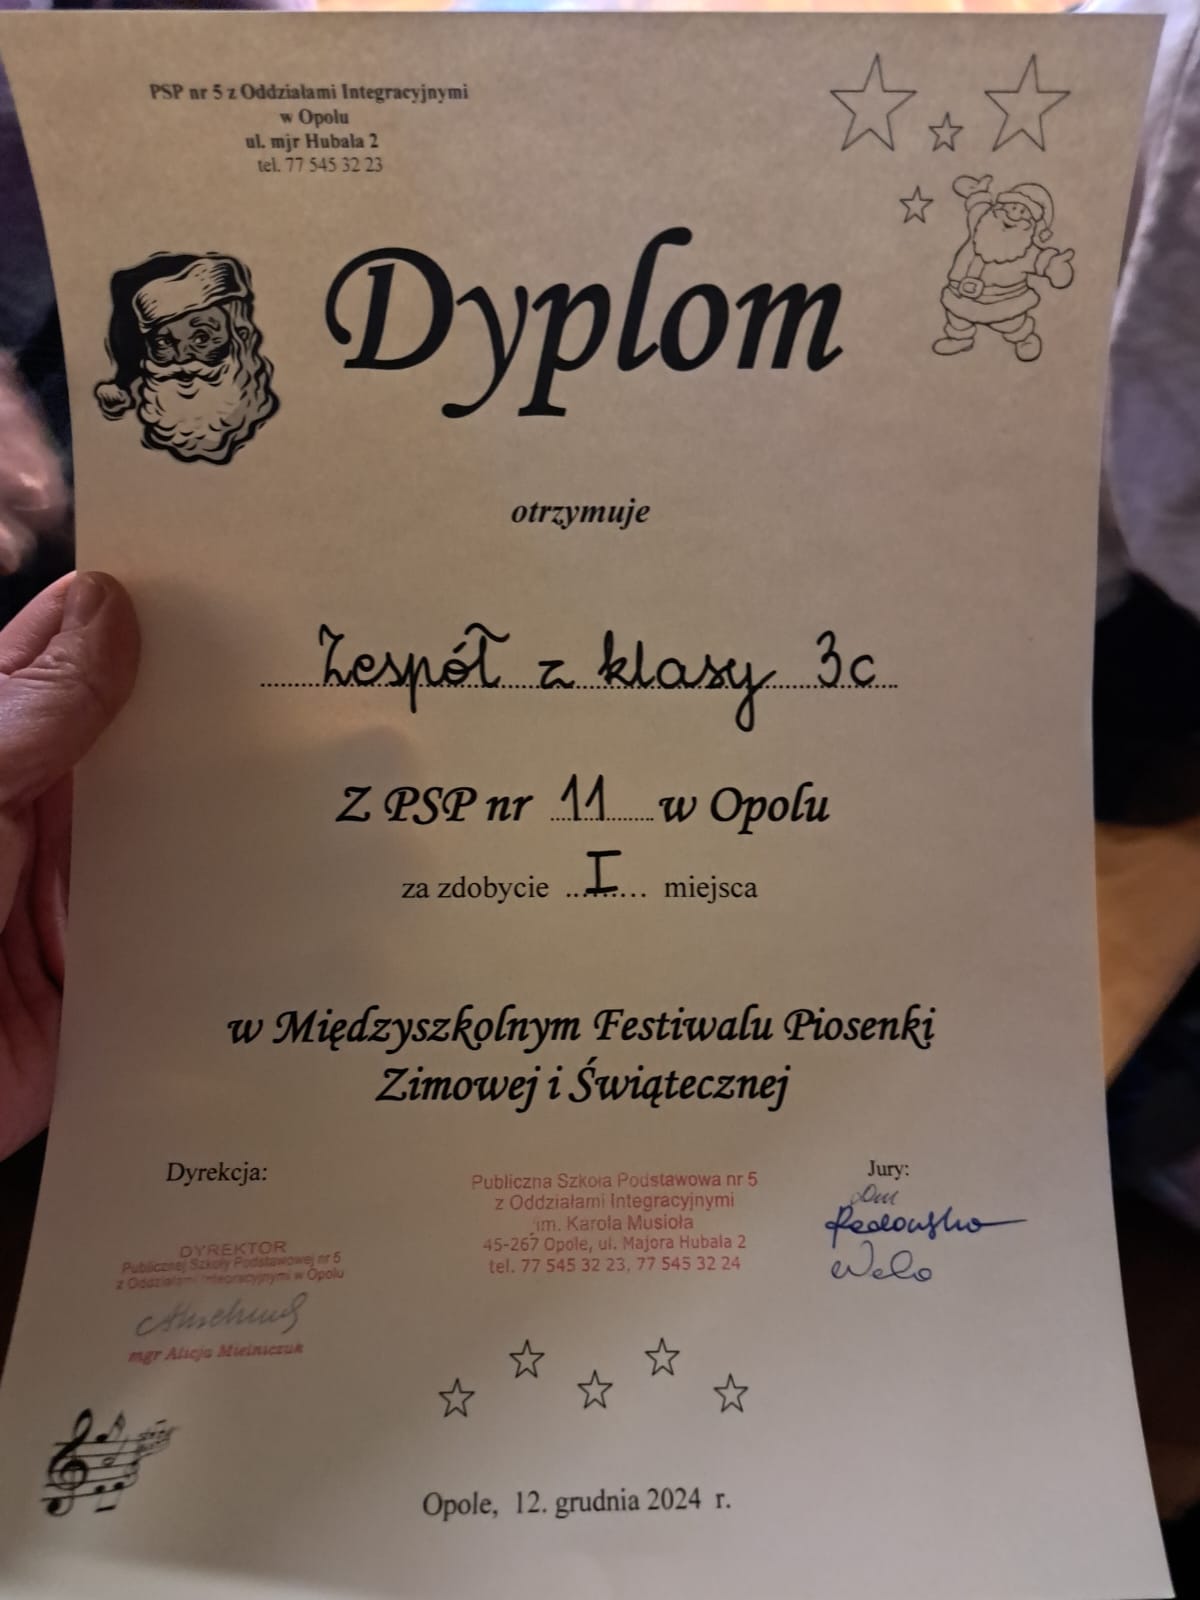 PSP nr 5 z Oddziałami Integracyjnymi
w Opolu
ul. mjr Hubala 2
tel. 77 545 32 23
Dyplom
otrzymuje
Zespół z klasy 3c
Z PSP nr 11 w Opolu
za zdobycie I miejsca
w Międzyszkolnym Festiwalu Piosenki
Zimowej i Świątecznej
Dyrekcja:
DYREKTOR
Publicznej Szkoły Podstawowej nr 5
z Oddziałami Integracyjnymi w Opolu
mgr Alicja Mielniczuk
Publiczna Szkoła Podstawowa nr 5
z Oddziałami Integracyjnymi
im. Karola Musioła
45-267 Opole, ul. Majora Hubala 2
tel. 77 545 32 23, 77 545 32 24
Jury:
Opole, 12. grudnia 2024 r.